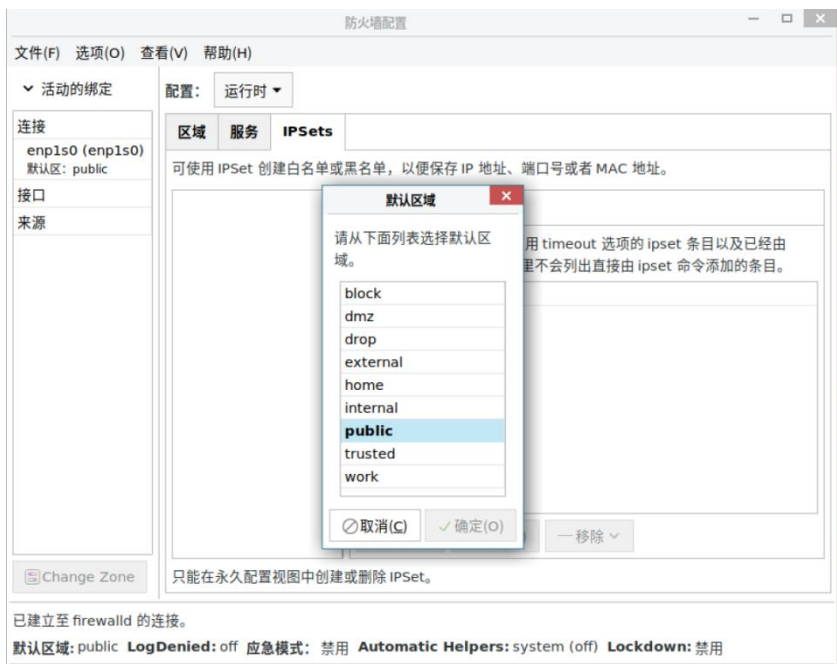 防火墙配置
文件(F) 选项(O) 查看(V) 帮助(H)
活动的绑定
配置: 运行时
连接
enp1s0 (enp1s0)
默认区: public
接口
来源
区域 服务 IPSets
可使用 IPSet 创建白名单或黑名单，以便保存 IP 地址、端口号或者 MAC 地址。
默认区域
请从下面列表选择默认区
域。
用 timeout 选项的 ipset 条目以及已经由
里不会列出直接由 ipset 命令添加的条目。
block
dmz
drop
external
home
internal
public
trusted
work
取消(C) 确定(O)
移除
Change Zone
只能在永久配置视图中创建或删除 IPSet。
已建立至 firewalld 的连接。
默认区域: public LogDenied: off 应急模式: 禁用 Automatic Helpers: system (off) Lockdown: 禁用